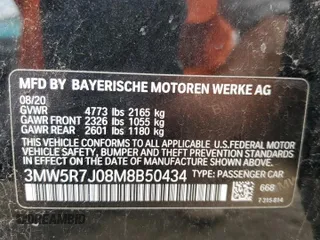 MFD BY BAYERISCHE MOTOREN WERKE AG
08/20
GVWR 4773 lbs 2165 kg
GAWR FRONT 2326 lbs 1055 kg
GAWR REAR 2601 lbs 1180 kg
THIS VEHICLE CONFORMS TO ALL APPLICABLE U.S.FEDERAL MOTOR
VEHICLE SAFETY, BUMPER, AND THEFT PREVENTION STANDARDS
IN EFFECT ON THE DATE OF MANUFACTURE SHOWN ABOVE.
3MW5R7J08M8B50434 TYPE: PASSENGER CAR
668